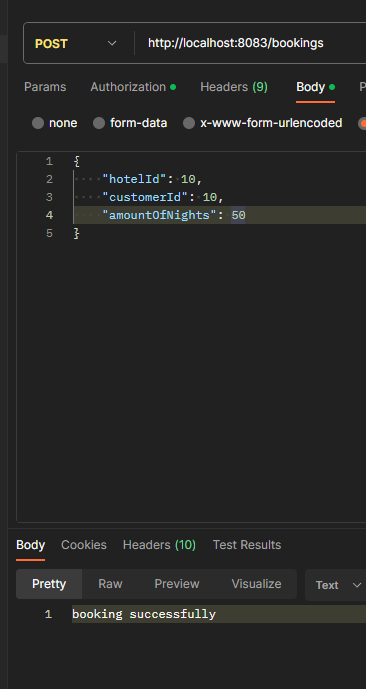 POST http://localhost:8083/bookings
Params Authorization Headers (9) Body
none form-data x-www-form-urlencoded
1 {
2 "hotelId": 10,
3 "customerId": 10,
4 "amountOfNights": 50
5 }
Body Cookies Headers (10) Test Results
Pretty Raw Preview Visualize Text
1 booking successfully